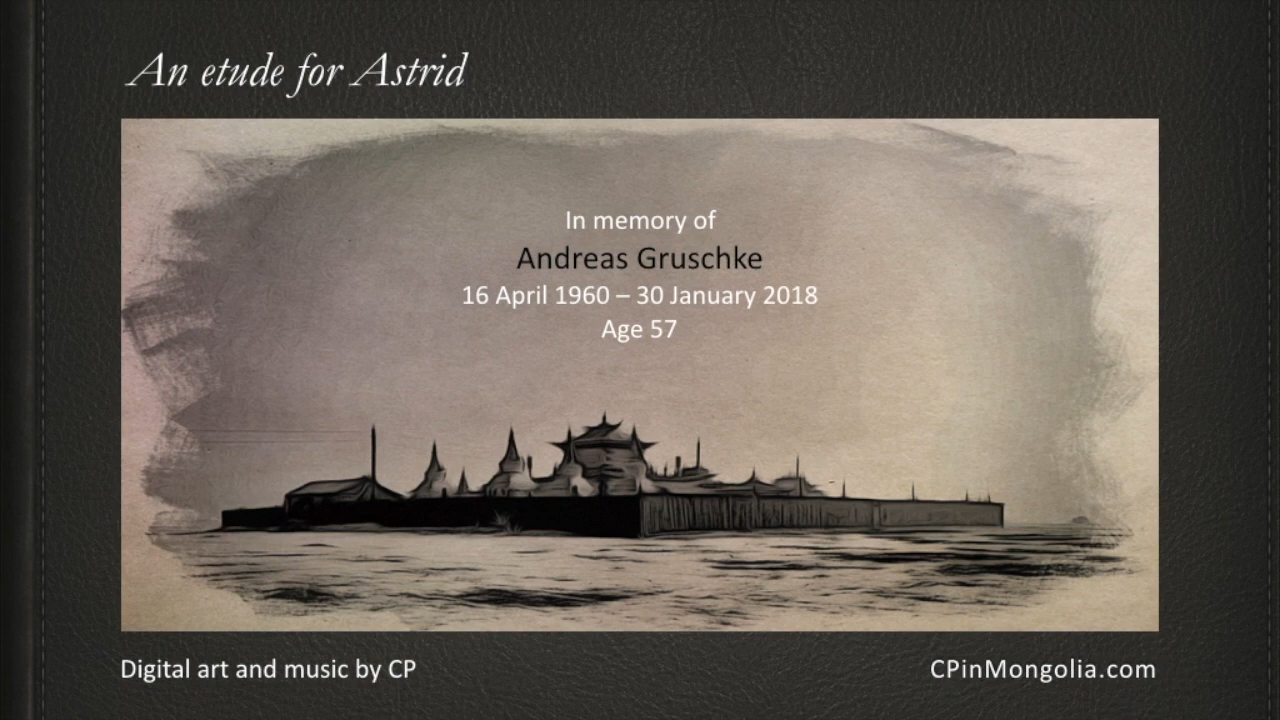 An etude for Astrid
In memory of
Andreas Gruschke
16 April 1960 – 30 January 2018
Age 57
Digital art and music by CP
CPinMongolia.com